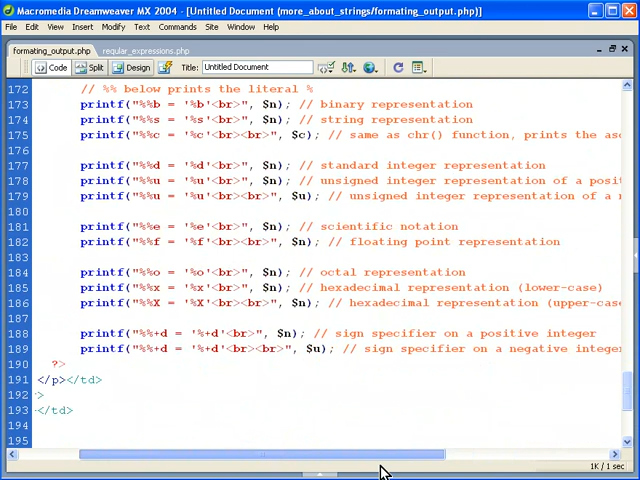 Macromedia Dreamweaver MX 2004 - [Untitled Document (more_about_strings/formating_output.php)]
File Edit View Insert Modify Text Commands Site Window Help
formating_output.php reqular_expressions.php
Code Split Design Title: Untitled Document
172 // %% below prints the literal %
173 printf("%%b = '%b'<br>", $n); // binary representation
174 printf("%%s = '%s'<br>", $n); // string representation
175 printf("%%c = '%c'<br><br>", $c); // same as chr() function, prints the asc
176
177 printf("%%d = '%d'<br>", $n); // standard integer representation
178 printf("%%u = '%u'<br>", $n); // unsigned integer representation of a posit
179 printf("%%u = '%u'<br><br>", $u); // unsigned integer representation of a n
180
181 printf("%%e = '%e'<br>", $n); // scientific notation
182 printf("%%f = '%f'<br><br>", $n); // floating point representation
183
184 printf("%%o = '%o'<br>", $n); // octal representation
185 printf("%%x = '%x'<br>", $n); // hexadecimal representation (lower-case)
186 printf("%%X = '%X'<br><br>", $n); // hexadecimal representation (upper-case
187
188 printf("%%+d = '%+d'<br>", $n); // sign specifier on a positive integer
189 printf("%%+d = '%+d'<br><br>", $u); // sign specifier on a negative integer
190 ?>
191 </p></td>
192 >
193 </td>
194
195
1K / 1 sec